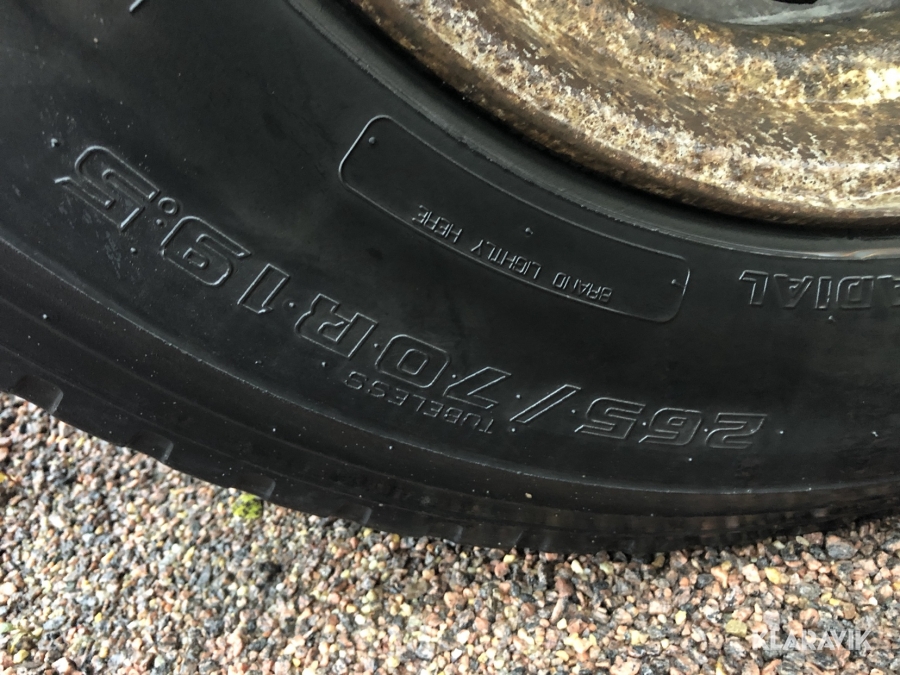 265/70R19.5
TUBELESS
BRAND LIGHTLY HERE
RADIAL
KLARAVIK